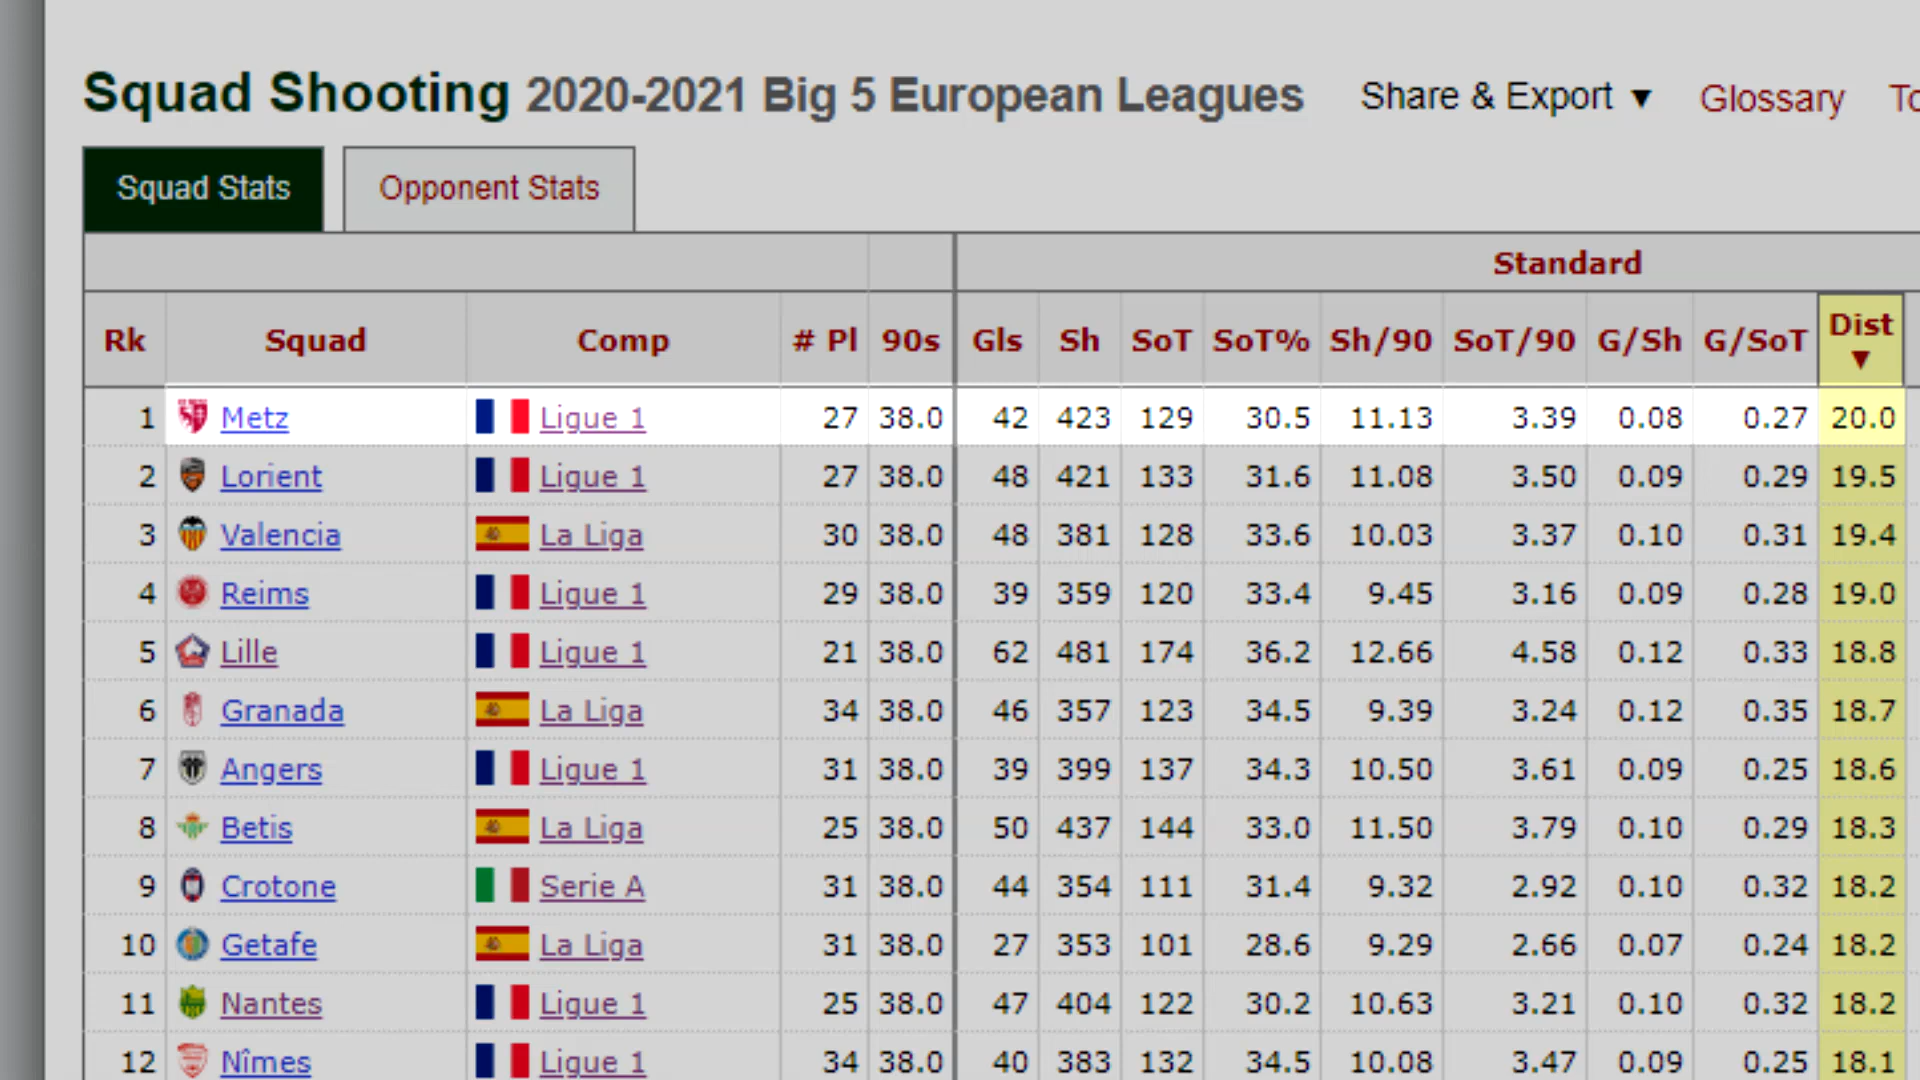 Squad Shooting 2020-2021 Big 5 European Leagues Share & Export ▼ Glossary
Squad Stats Opponent Stats
Standard
Rk Squad Comp # Pl 90s Gls Sh SoT SoT% Sh/90 SoT/90 G/Sh G/SoT Dist ▼
1 Metz Ligue 1 27 38.0 42 423 129 30.5 11.13 3.39 0.08 0.27 20.0
2 Lorient Ligue 1 27 38.0 48 421 133 31.6 11.08 3.50 0.09 0.29 19.5
3 Valencia La Liga 30 38.0 48 381 128 33.6 10.03 3.37 0.10 0.31 19.4
4 Reims Ligue 1 29 38.0 39 359 120 33.4 9.45 3.16 0.09 0.28 19.0
5 Lille Ligue 1 21 38.0 62 481 174 36.2 12.66 4.58 0.12 0.33 18.8
6 Granada La Liga 34 38.0 46 357 123 34.5 9.39 3.24 0.12 0.35 18.7
7 Angers Ligue 1 31 38.0 39 399 137 34.3 10.50 3.61 0.09 0.25 18.6
8 Betis La Liga 25 38.0 50 437 144 33.0 11.50 3.79 0.10 0.29 18.3
9 Crotone Serie A 31 38.0 44 354 111 31.4 9.32 2.92 0.10 0.32 18.2
10 Getafe La Liga 31 38.0 27 353 101 28.6 9.29 2.66 0.07 0.24 18.2
11 Nantes Ligue 1 25 38.0 47 404 122 30.2 10.63 3.21 0.10 0.32 18.2
12 Nîmes Ligue 1 34 38.0 40 383 132 34.5 10.08 3.47 0.09 0.25 18.1